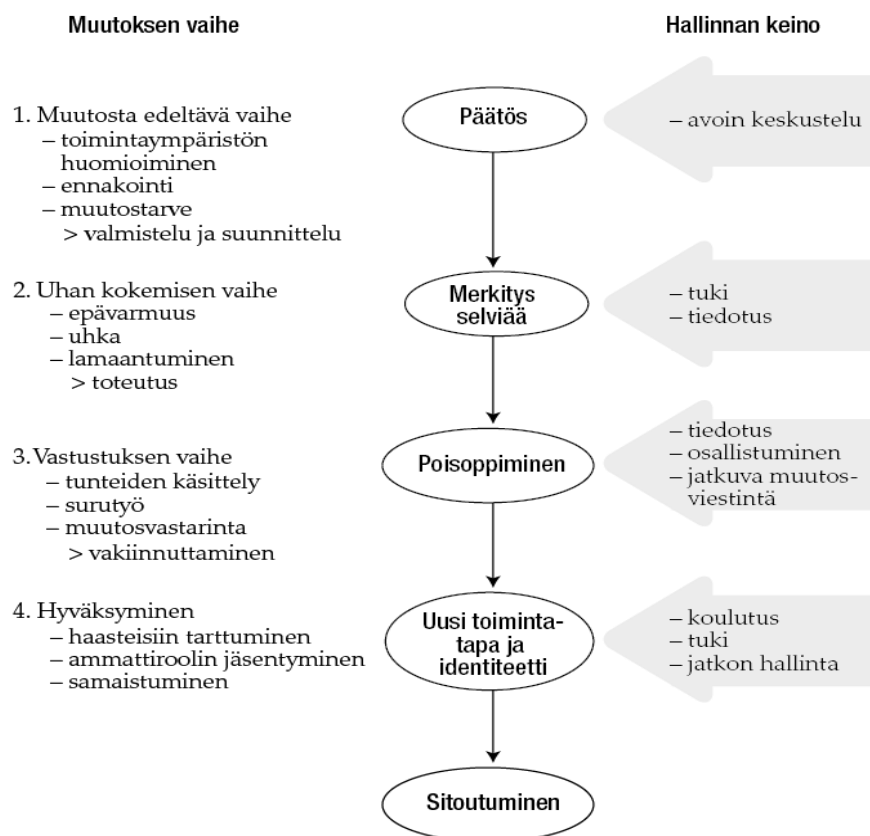 Muutoksen vaihe
Hallinnan keino
1. Muutosta edeltävä vaihe
– toimintaympäristön
huomioiminen
– ennakointi
– muutostarve
> valmistelu ja suunnittelu
Päätös
– avoin keskustelu
2. Uhan kokemisen vaihe
– epävarmuus
– uhka
– lamaantuminen
> toteutus
Merkitys
selviää
– tuki
– tiedotus
3.Vastustuksen vaihe
– tunteiden käsittely
– surutyö
– muutosvastarinta
> vakiinnuttaminen
Poisoppiminen
– tiedotus
– osallistuminen
– jatkuva muutos-
viestintä
4. Hyväksyminen
– haasteisiin tarttuminen
– ammattiroolin jäsentyminen
– samaistuminen
Uusi toiminta-
tapa ja
identiteetti
– koulutus
– tuki
– jatkon hallinta
Sitoutuminen